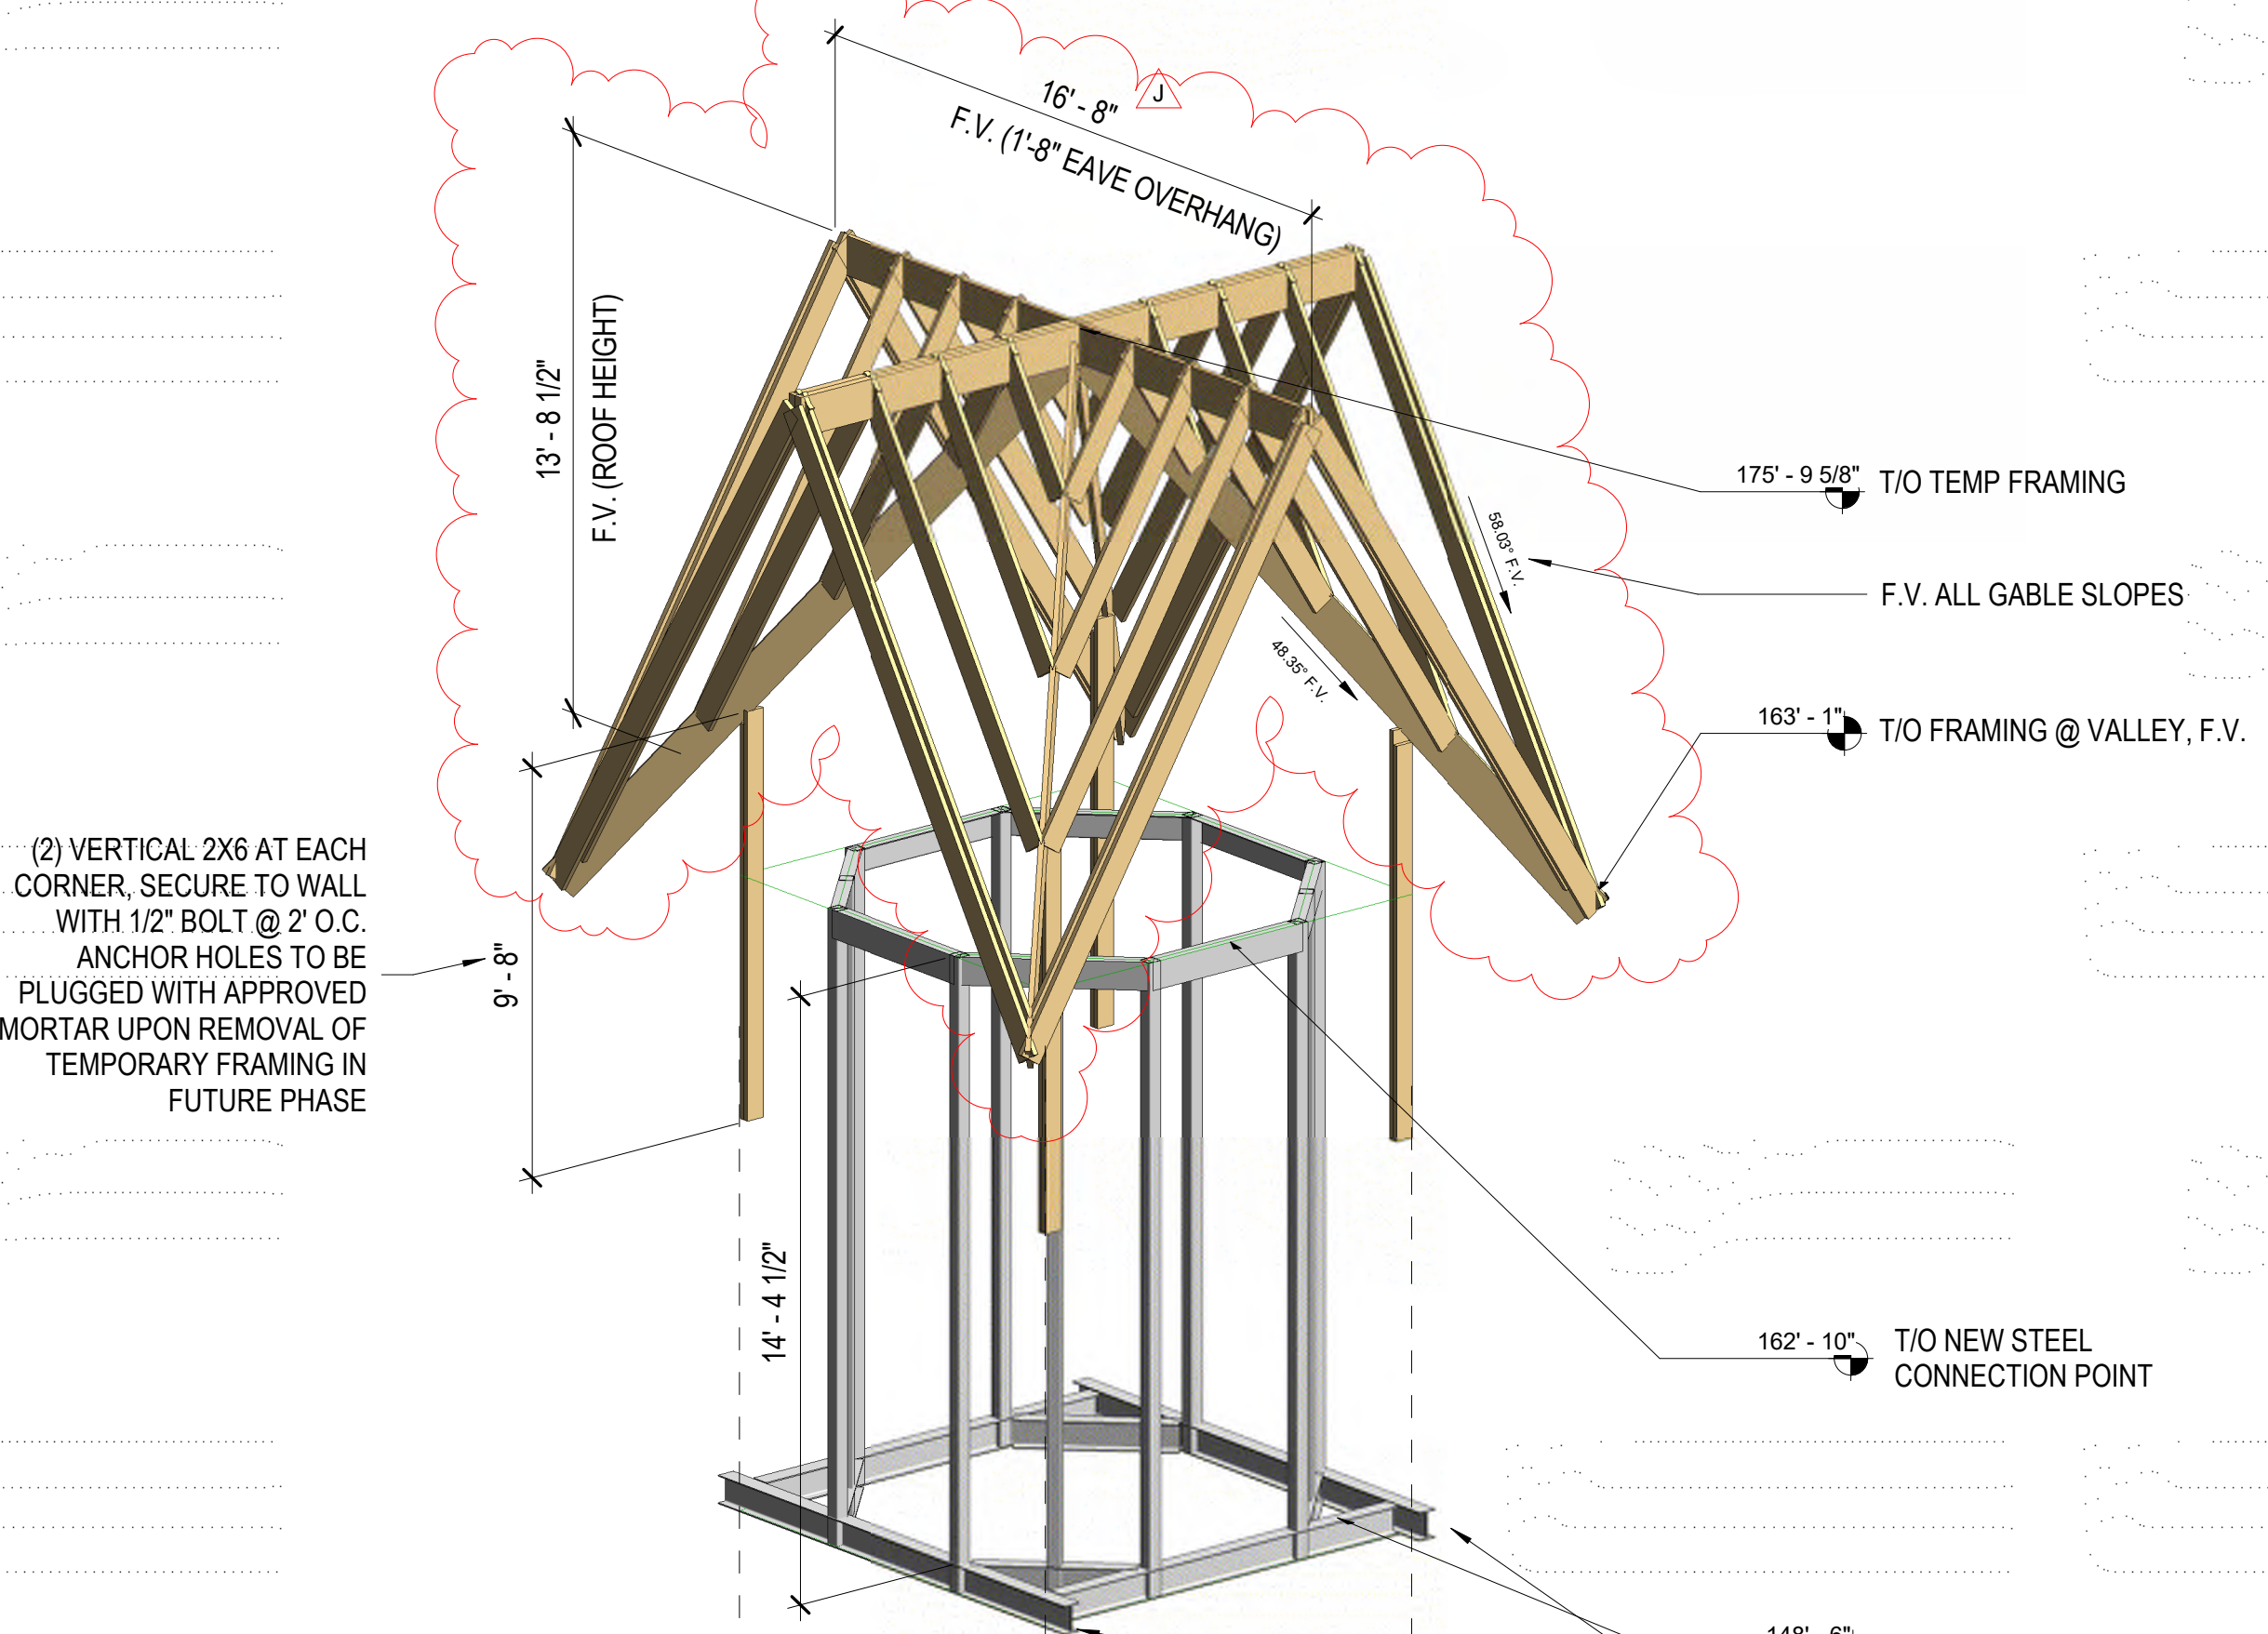 J
16' - 8"
F.V. (1'-8" EAVE OVERHANG)
13' - 8 1/2"
F.V. (ROOF HEIGHT)
175' - 9 5/8"
T/O TEMP FRAMING
58.03° F.V.
F.V. ALL GABLE SLOPES
48.35° F.V.
163' - 1"
T/O FRAMING @ VALLEY, F.V.
(2) VERTICAL 2X6 AT EACH
CORNER, SECURE TO WALL
WITH 1/2" BOLT @ 2' O.C.
ANCHOR HOLES TO BE
PLUGGED WITH APPROVED
MORTAR UPON REMOVAL OF
TEMPORARY FRAMING IN
FUTURE PHASE
9' - 8"
14' - 4 1/2"
162' - 10"
T/O NEW STEEL
CONNECTION POINT
148' - 6"